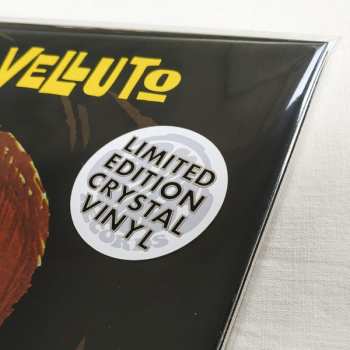 VELLUTO
LIMITED
EDITION
CRYSTAL
VINYL